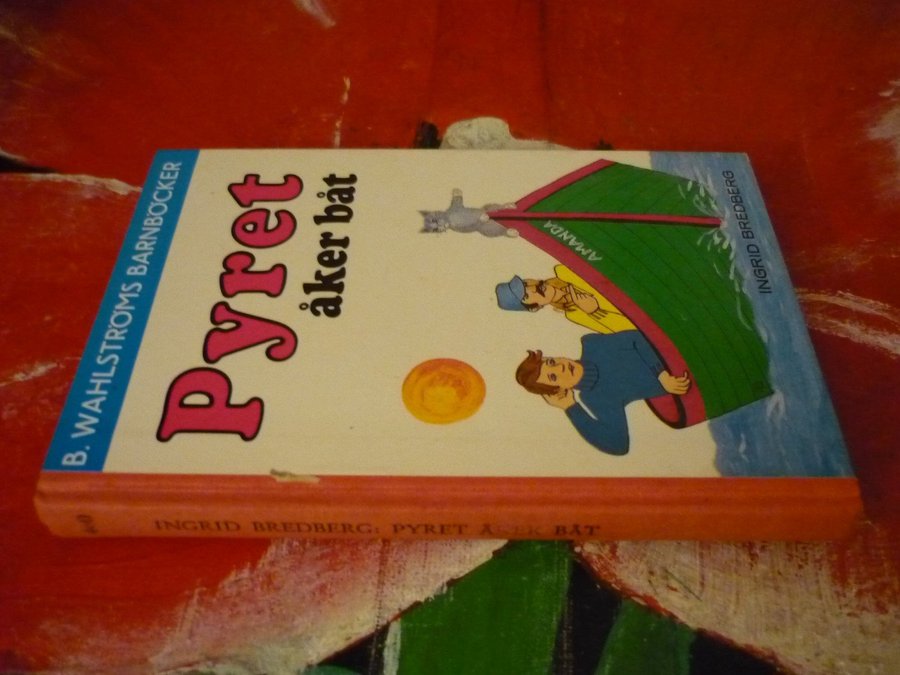 B. WAHLSTRÖMS BARNBÖCKER
Pyret
åker båt
AMANDA
INGRID BREDBERG
INGRID BREDBERG: PYRET ÅKER BÅT